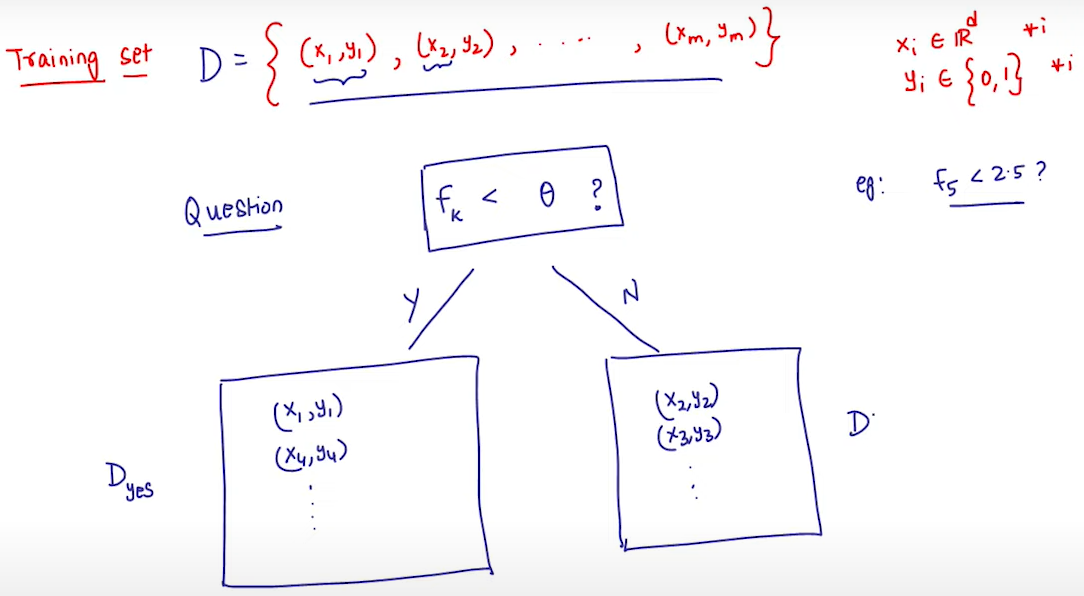 Training set D = { (x₁,y₁), (x₂,y₂), . . . . , (xₘ,yₘ) } xᵢ ∈ ℝᵈ ∀i
yᵢ ∈ {0,1} ∀i
Question fₖ < θ ? eg: f₅ < 2.5 ?
Y N
(x₁,y₁) (x₂,y₂)
(x₄,y₄) (x₃,y₃)
Dyes D